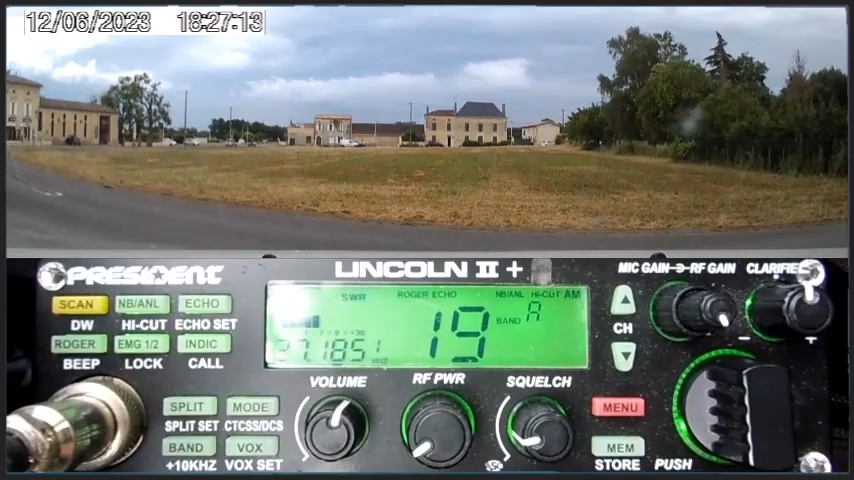 12/06/2023 18:27:13
PRESIDENT LINCOLN II + MIC GAIN RF GAIN CLARIFIER
SCAN NB/ANL ECHO
DW HI-CUT ECHO SET
ROGER EMG 1/2 INDIC
BEEP LOCK CALL
SWR ROGER ECHO NB/ANL HI-CUT AM
19 BAND A
27.1851 MHZ
CH
VOLUME RF PWR SQUELCH
SPLIT MODE
SPLIT SET CTCSS/DCS
BAND VOX
+10KHZ VOX SET
MENU
MEM
STORE PUSH